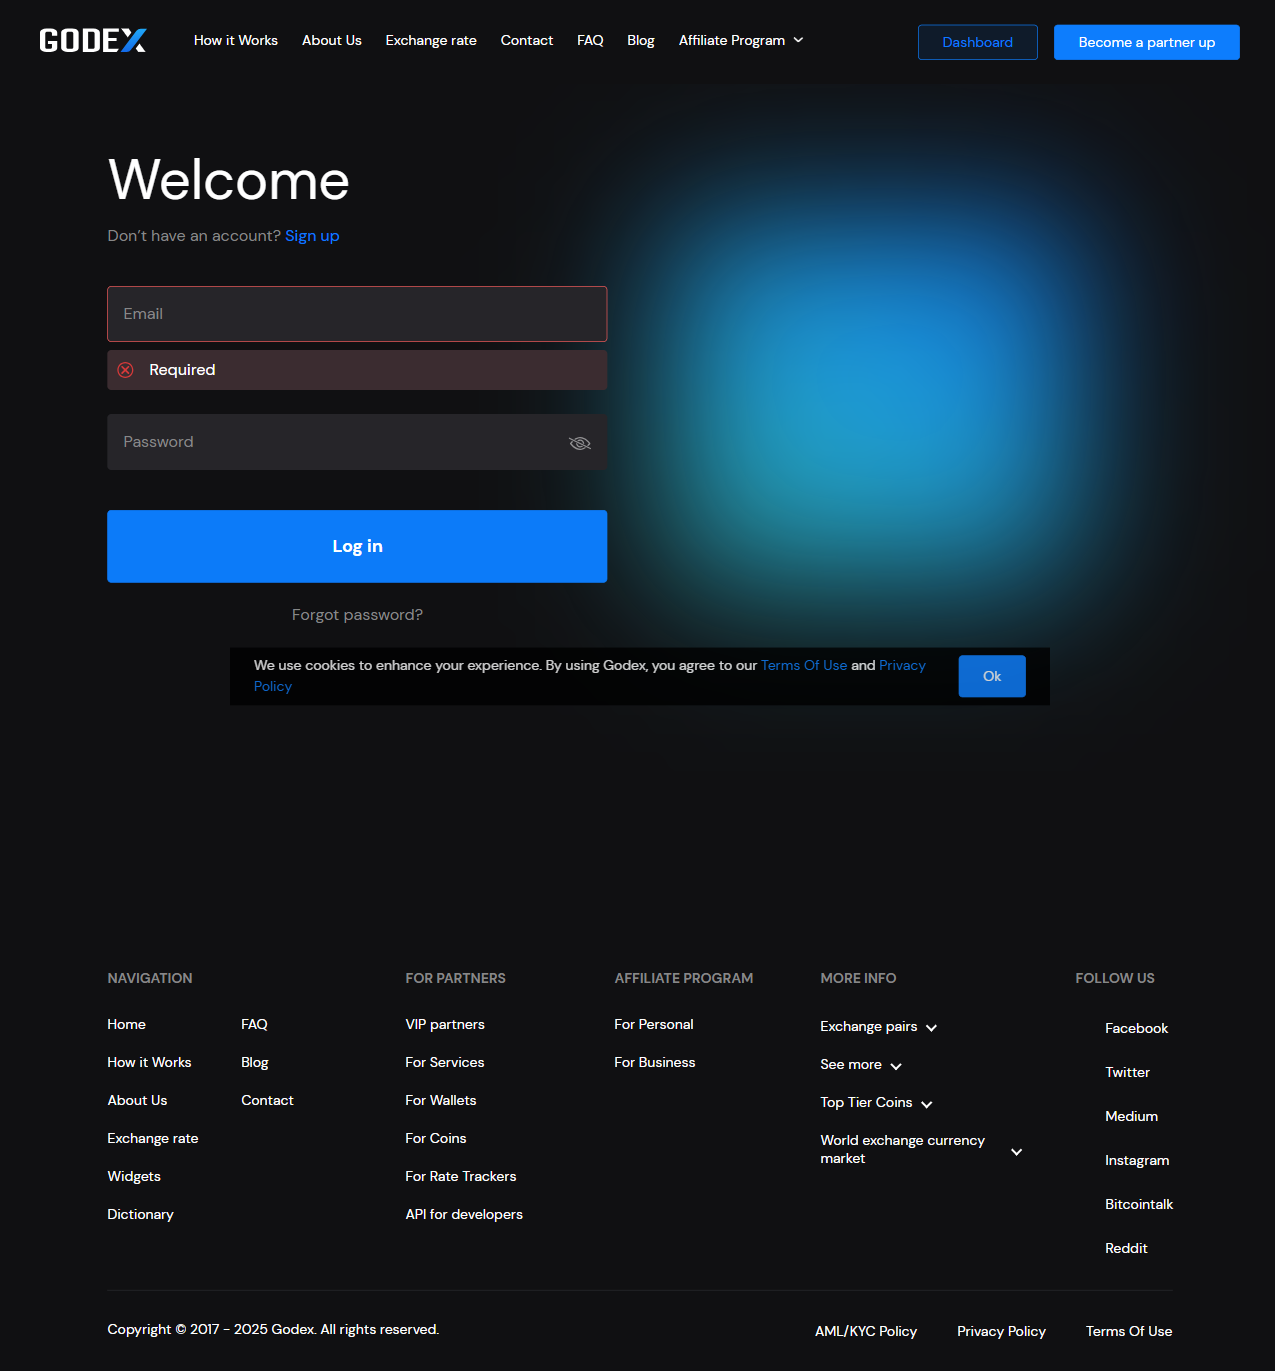 GODEX
How it Works
About Us
Exchange rate
Contact
FAQ
Blog
Affiliate Program
Dashboard
Become a partner up
Welcome
Don’t have an account? Sign up
Email
Required
Password
Log in
Forgot password?
We use cookies to enhance your experience. By using Godex, you agree to our Terms Of Use and Privacy
Policy
Ok
NAVIGATION
Home
How it Works
About Us
Exchange rate
Widgets
Dictionary
FAQ
Blog
Contact
FOR PARTNERS
VIP partners
For Services
For Wallets
For Coins
For Rate Trackers
API for developers
AFFILIATE PROGRAM
For Personal
For Business
MORE INFO
Exchange pairs
See more
Top Tier Coins
World exchange currency
market
FOLLOW US
Facebook
Twitter
Medium
Instagram
Bitcointalk
Reddit
Copyright © 2017 - 2025 Godex. All rights reserved.
AML/KYC Policy
Privacy Policy
Terms Of Use